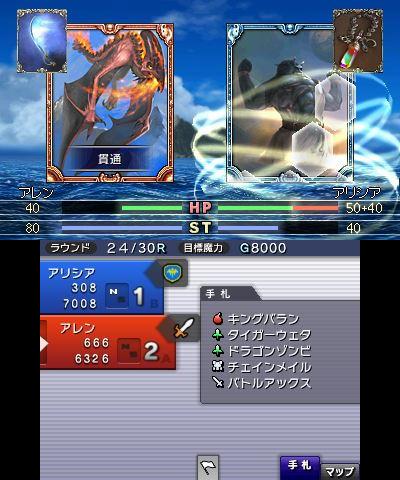 貫通
アレン
アリシア
40 HP 50+40
80 ST 40
ラウンド 24/30R 目標魔力 G8000
アリシア
308
7008
1
アレン
666
6326
2
手札
キングバラン
タイガーウェタ
ドラゴンゾンビ
チェインメイル
バトルアックス
手札
マップ